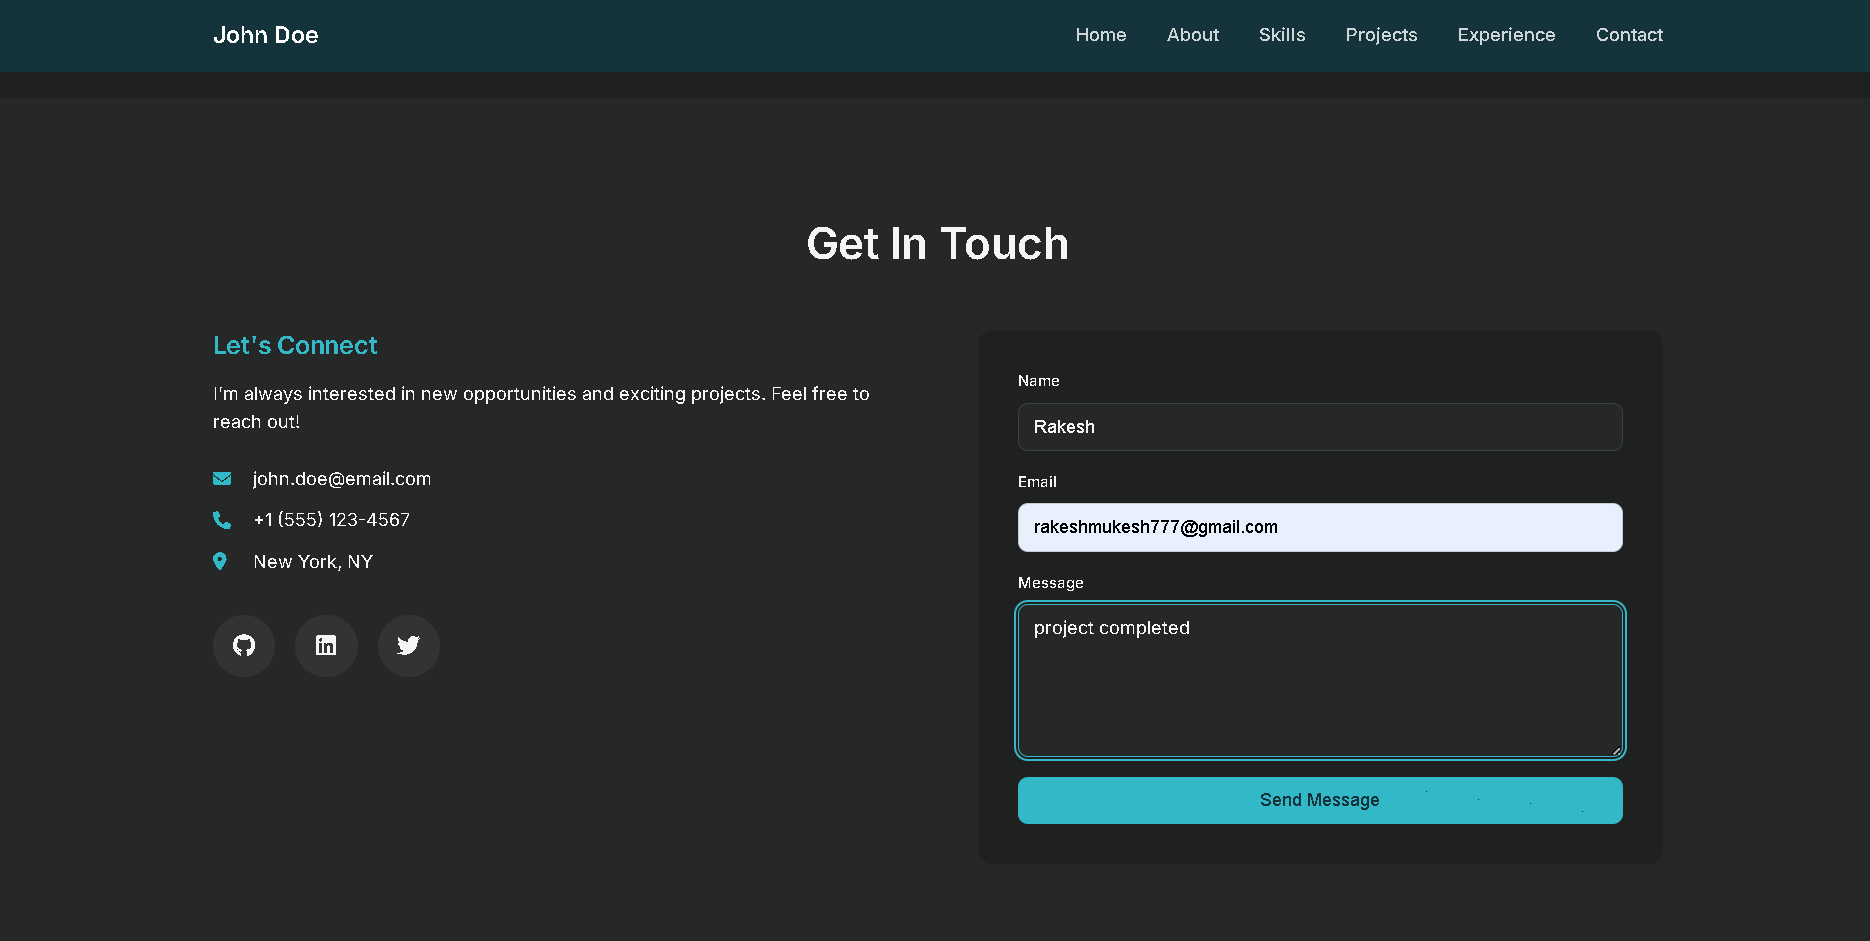 John Doe
Home About Skills Projects Experience Contact
Get In Touch
Let's Connect
I'm always interested in new opportunities and exciting projects. Feel free to
reach out!
john.doe@email.com
+1 (555) 123-4567
New York, NY
Name
Rakesh
Email
rakeshmukesh777@gmail.com
Message
project completed
Send Message